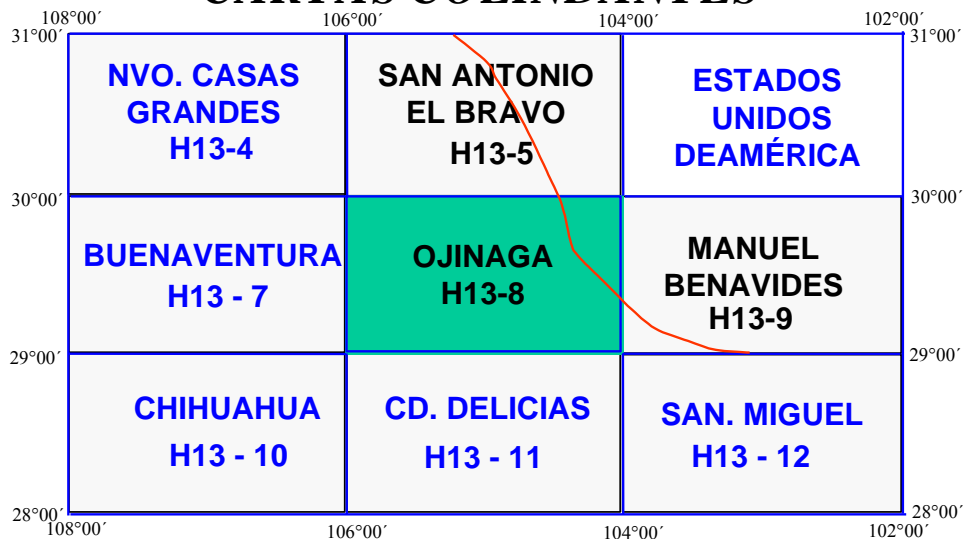 CARTAS COLINDANTES
108°00´ 106°00´ 104°00´ 102°00´
31°00´ 31°00´
NVO. CASAS
GRANDES
H13-4
SAN ANTONIO
EL BRAVO
H13-5
ESTADOS
UNIDOS
DEAMÉRICA
30°00´ 30°00´
BUENAVENTURA
H13 - 7
OJINAGA
H13-8
MANUEL
BENAVIDES
H13-9
29°00´ 29°00´
CHIHUAHUA
H13 - 10
CD. DELICIAS
H13 - 11
SAN. MIGUEL
H13 - 12
28°00´ 28°00´
108°00´ 106°00´ 104°00´ 102°00´